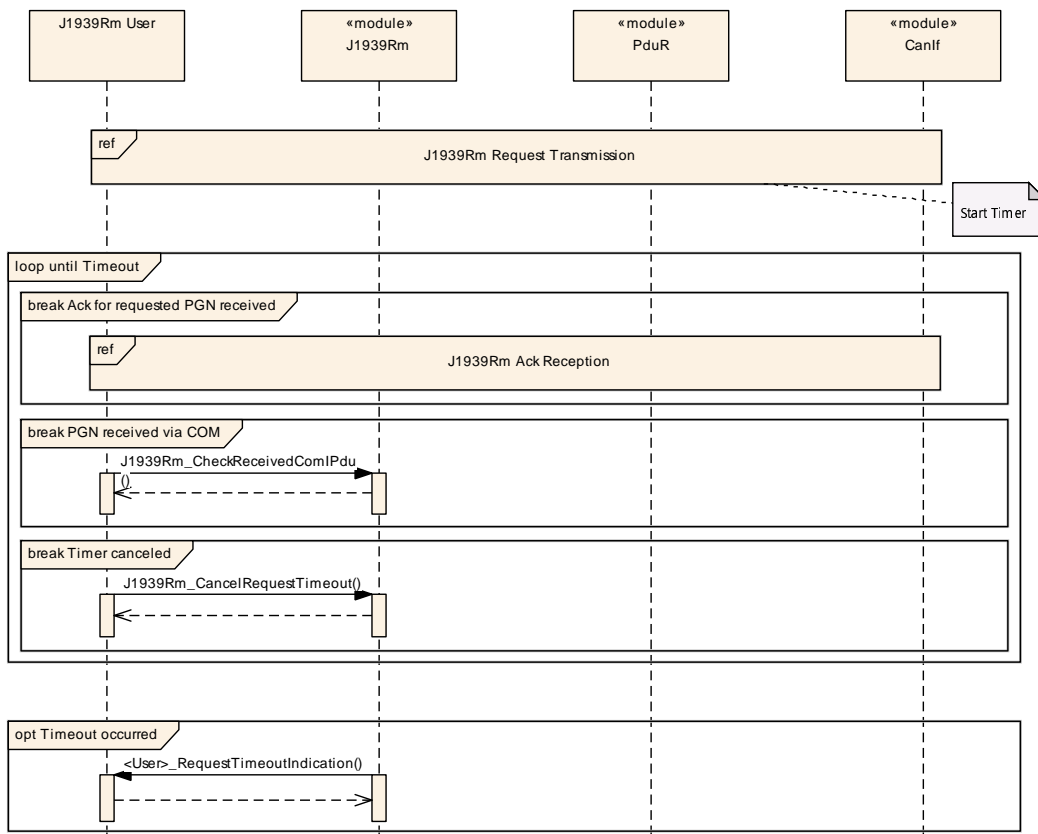 J1939Rm User
«module»
J1939Rm
«module»
PduR
«module»
CanIf
ref
J1939Rm Request Transmission
Start Timer
loop until Timeout
break Ack for requested PGN received
ref
J1939Rm Ack Reception
break PGN received via COM
J1939Rm_CheckReceivedComIPdu
()
break Timer canceled
J1939Rm_CancelRequestTimeout()
opt Timeout occurred
<User>_RequestTimeoutIndication()